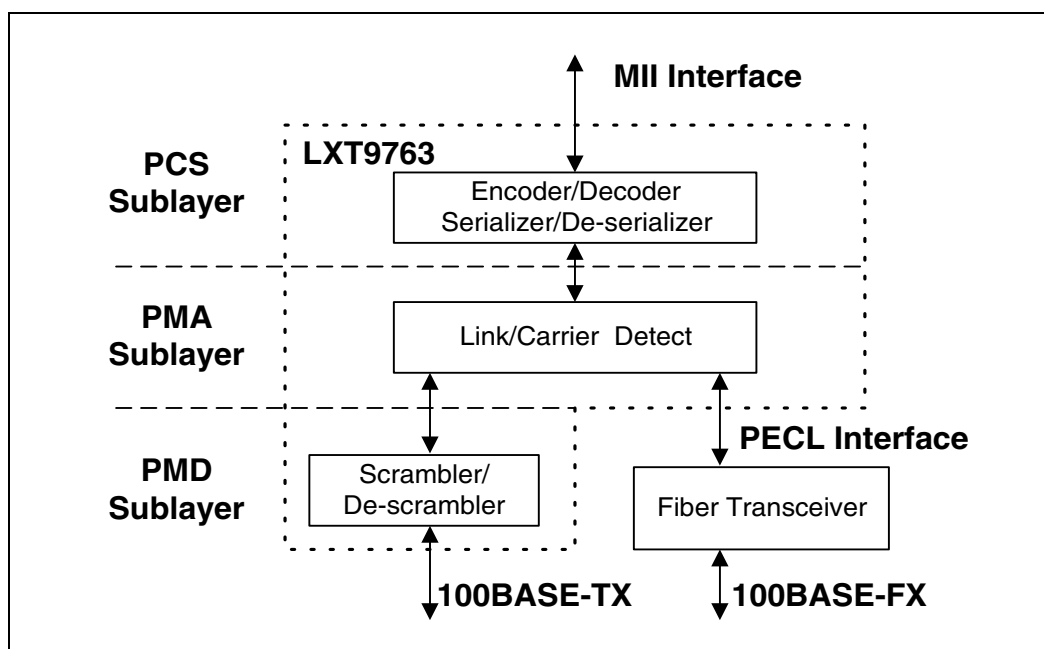 MII Interface
LXT9763
PCS
Sublayer
Encoder/Decoder
Serializer/De-serializer
PMA
Sublayer
Link/Carrier Detect
PECL Interface
PMD
Sublayer
Scrambler/
De-scrambler
Fiber Transceiver
100BASE-TX
100BASE-FX